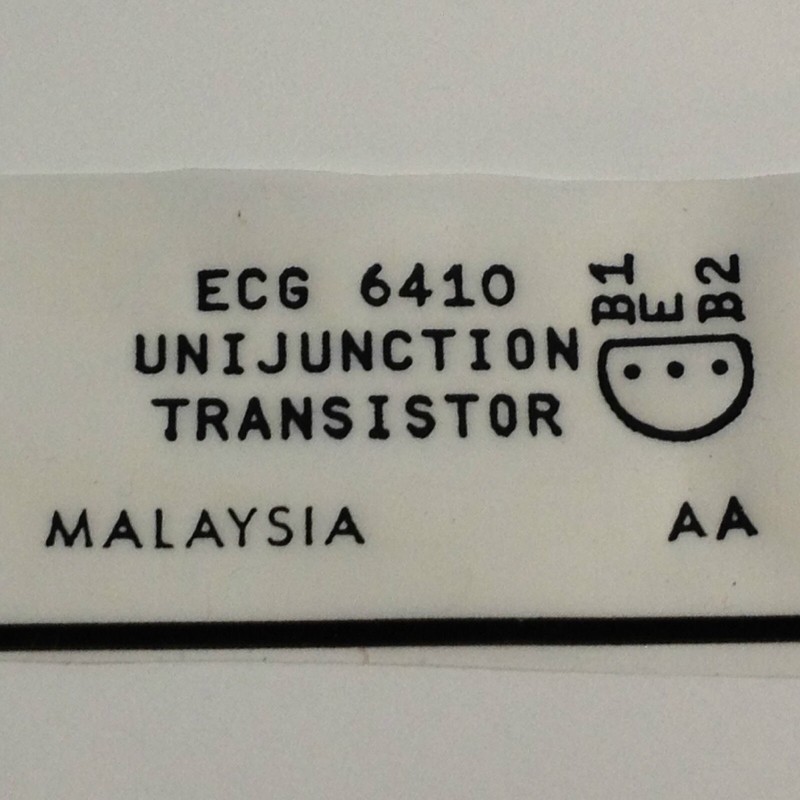 ECG 6410
UNIJUNCTION
TRANSISTOR
B1
E
B2
MALAYSIA
AA